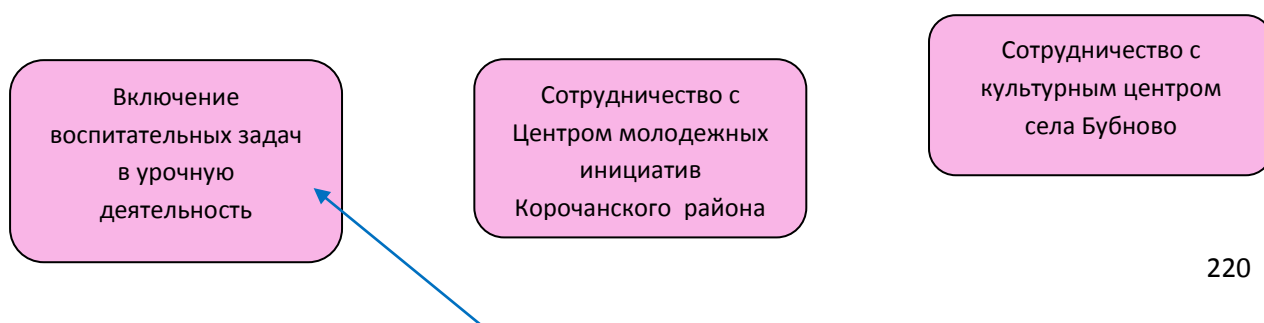 Включение
воспитательных задач
в урочную
деятельность
Сотрудничество с
Центром молодежных
инициатив
Корочанского района
Сотрудничество с
культурным центром
села Бубново
220